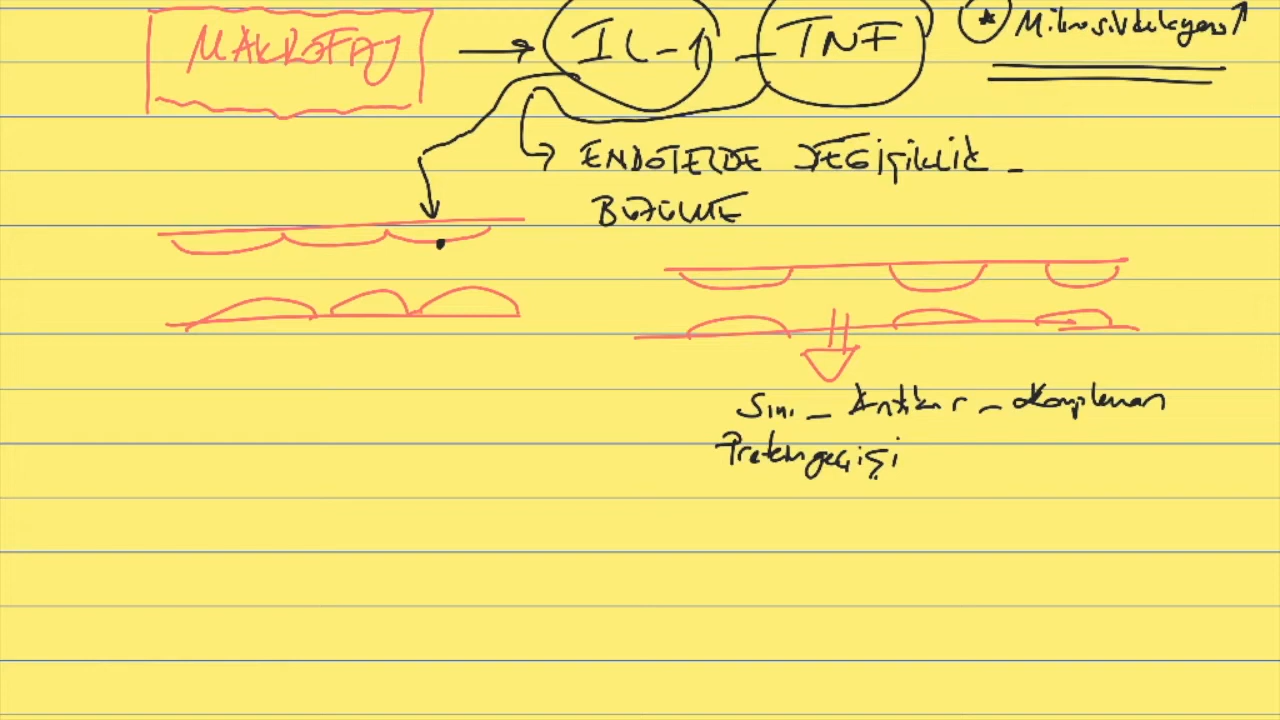 MAKROFAJ → IL-1 - TNF * Mikrosirkülasyon ↑
ENDOTELDE DEĞİŞİKLİK -
BÜZÜLME
Sıvı - Antikor - Kompleman
Protein geçişi